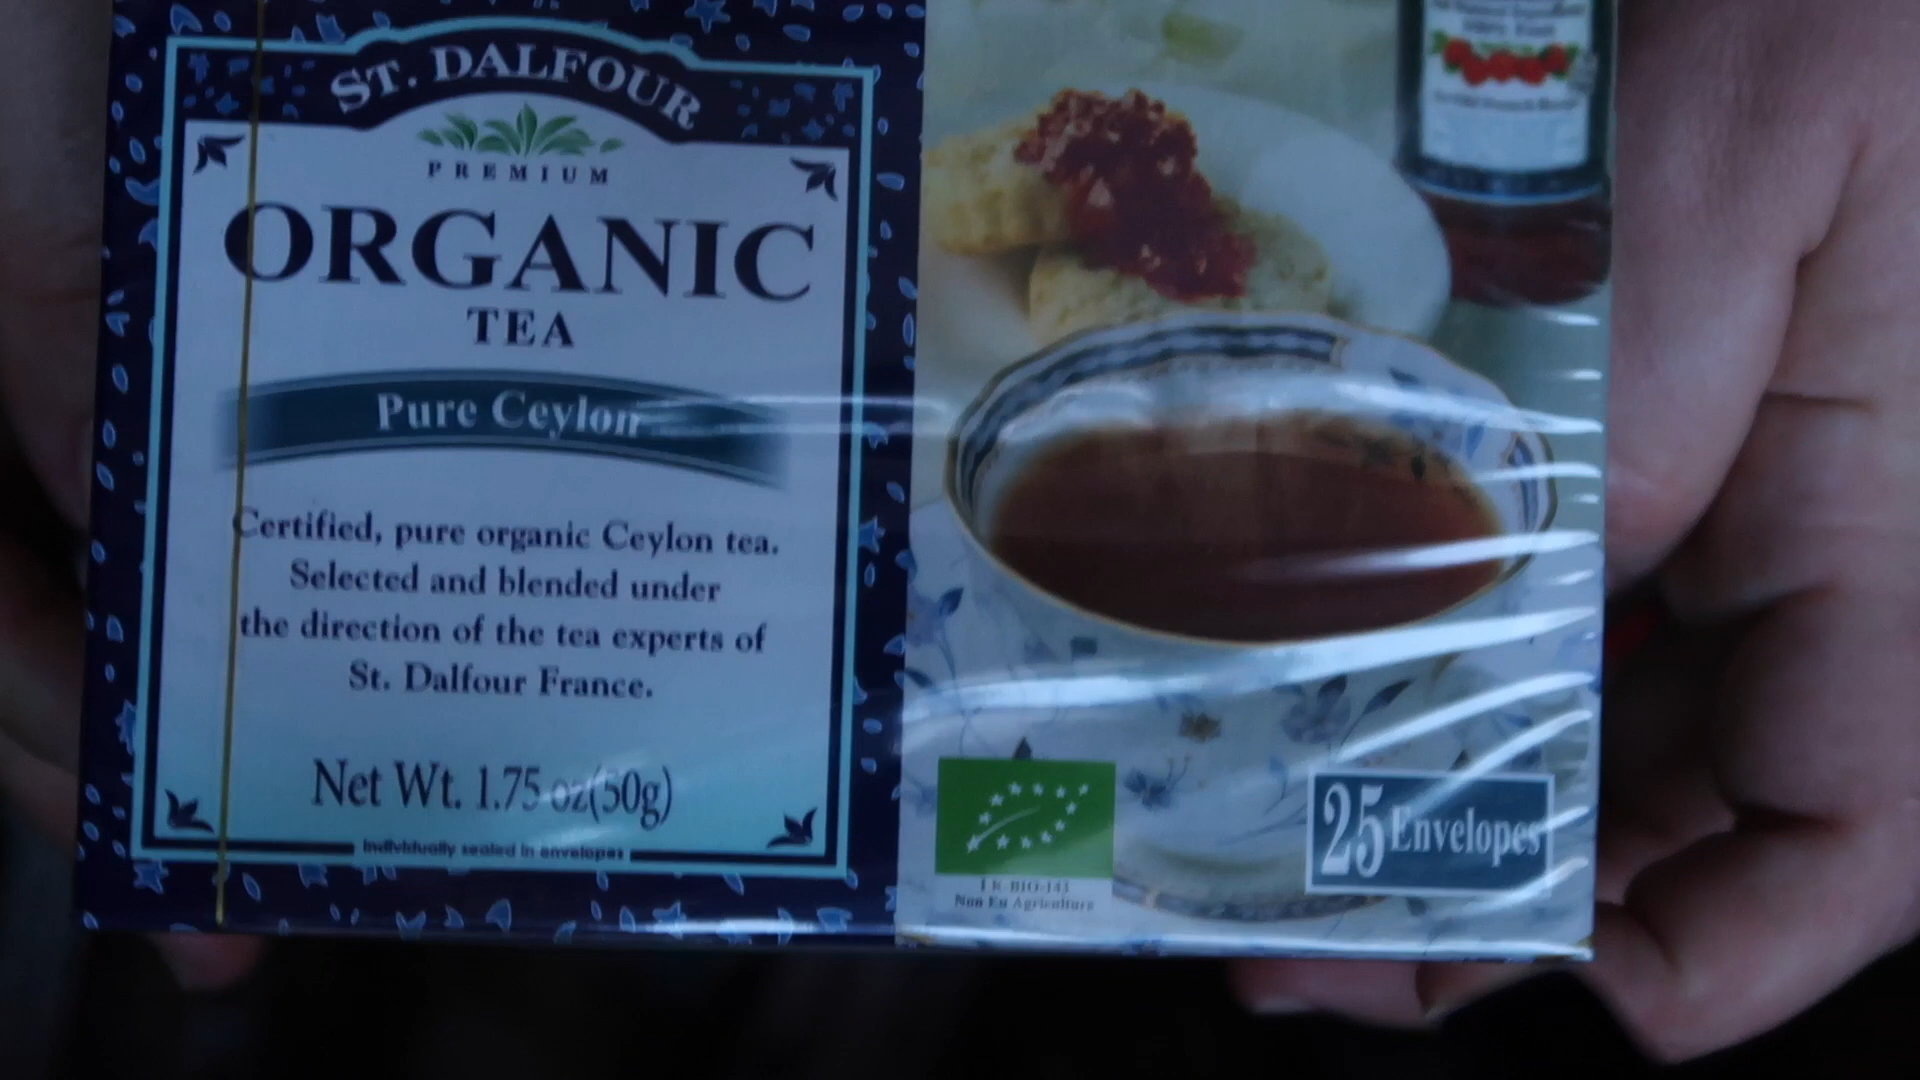 ST. DALFOUR
PREMIUM
ORGANIC
TEA
Pure Ceylon
Certified, pure organic Ceylon tea.
Selected and blended under
the direction of the tea experts of
St. Dalfour France.
Net Wt. 1.75 oz(50g)
Individually sealed in envelopes
LK-BIO-143
Non Eu Agriculture
25 Envelopes